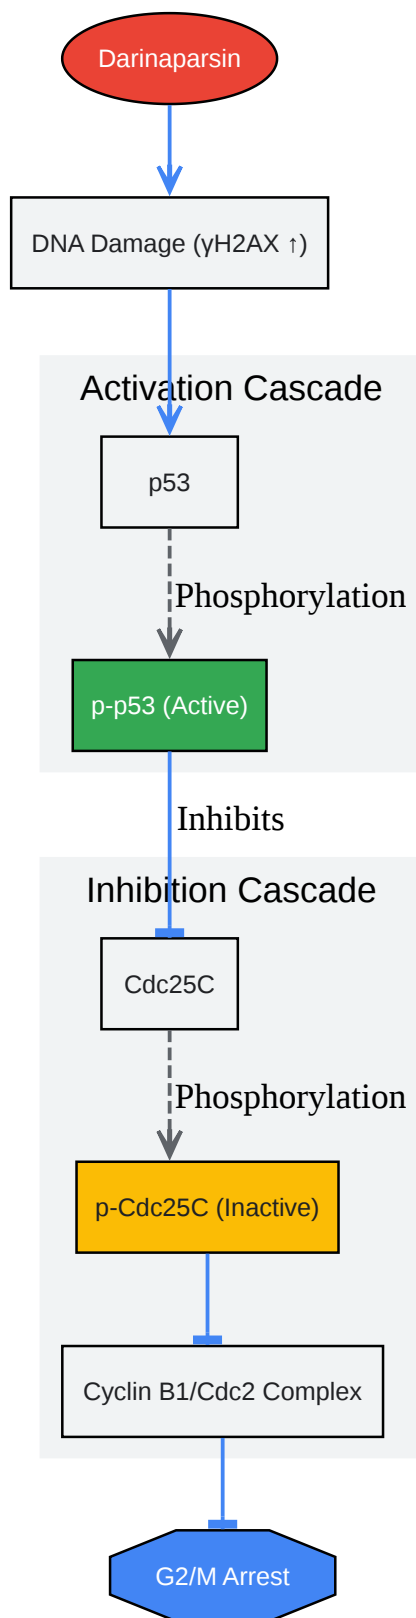 Darinaparsin
DNA Damage (γH2AX ↑)
Activation Cascade
p53
Phosphorylation
p-p53 (Active)
Inhibits
Inhibition Cascade
Cdc25C
Phosphorylation
p-Cdc25C (Inactive)
Cyclin B1/Cdc2 Complex
G2/M Arrest